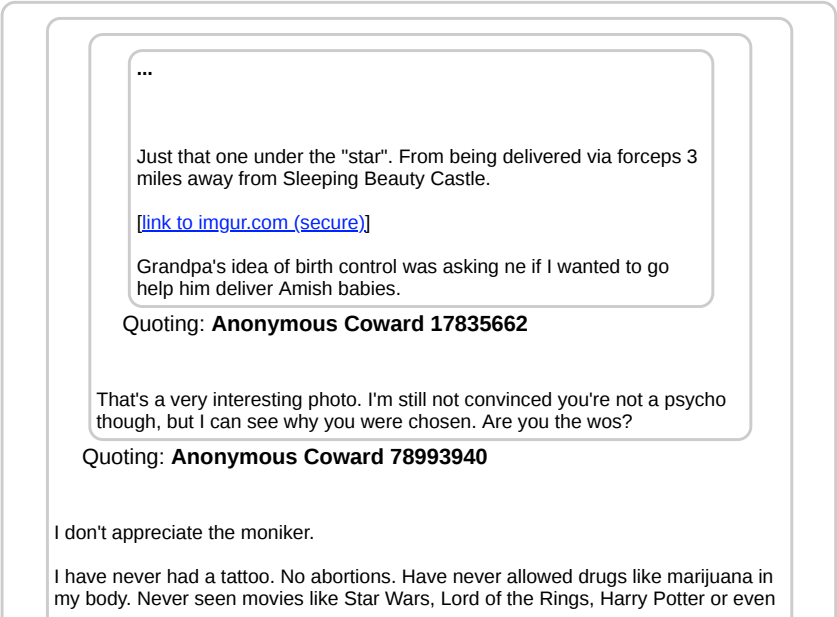 ...
Just that one under the "star". From being delivered via forceps 3
miles away from Sleeping Beauty Castle.
[link to imgur.com (secure)]
Grandpa's idea of birth control was asking ne if I wanted to go
help him deliver Amish babies.
Quoting: Anonymous Coward 17835662
That's a very interesting photo. I'm still not convinced you're not a psycho
though, but I can see why you were chosen. Are you the wos?
Quoting: Anonymous Coward 78993940
I don't appreciate the moniker.
I have never had a tattoo. No abortions. Have never allowed drugs like marijuana in
my body. Never seen movies like Star Wars, Lord of the Rings, Harry Potter or even